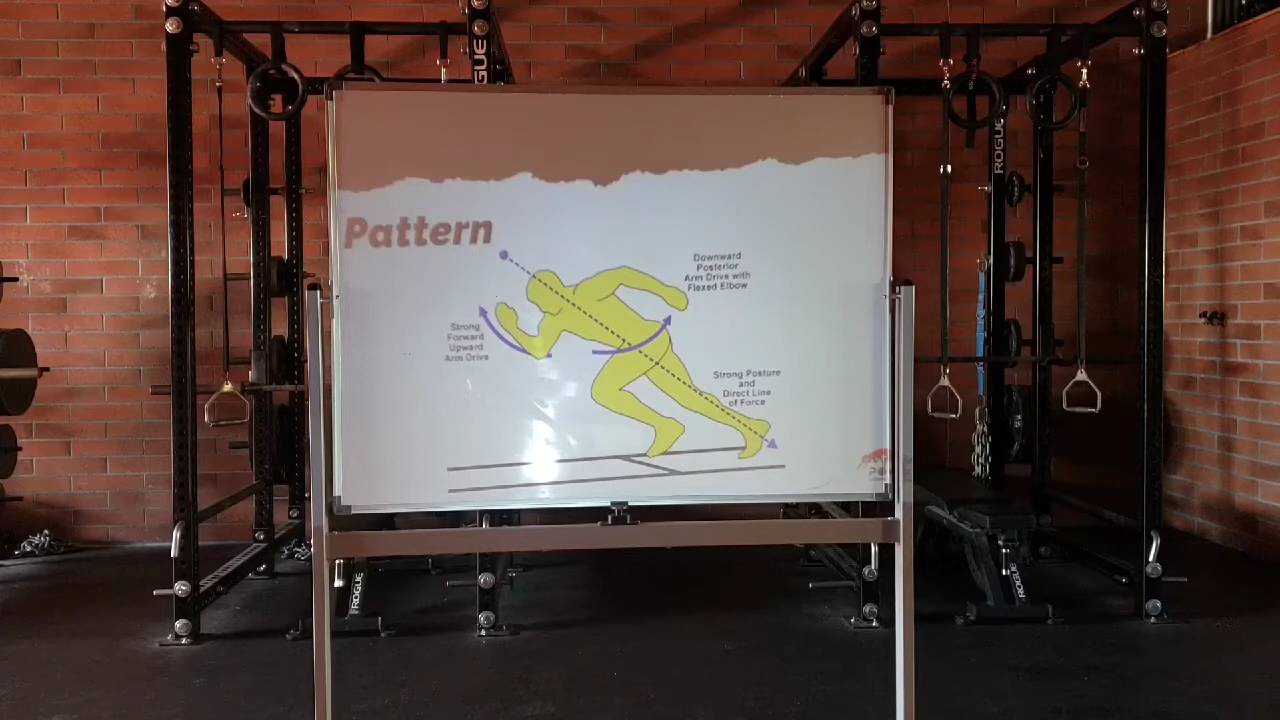 GUE
ROGUE
Pattern
Downward
Posterior
Arm Drive with
Flexed Elbow
Strong
Forward
Upward
Arm Drive
Strong Posture
and
Direct Line
of Force
ROGUE
ROGUE